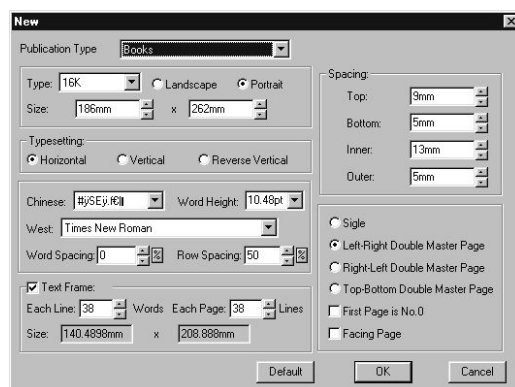 New
Publication Type Books
Type: 16K Landscape Portrait
Size: 186mm x 262mm
Typesetting:
Horizontal Vertical Reverse Vertical
Chinese: Word Height: 10.48pt
West: Times New Roman
Word Spacing: 0 % Row Spacing: 50 %
Text Frame:
Each Line: 38 Words Each Page: 38 Lines
Size: 140.4898mm x 208.888mm
Spacing:
Top: 9mm
Bottom: 5mm
Inner: 13mm
Outer: 5mm
Sigle
Left-Right Double Master Page
Right-Left Double Master Page
Top-Bottom Double Master Page
First Page is No.0
Facing Page
Default OK Cancel